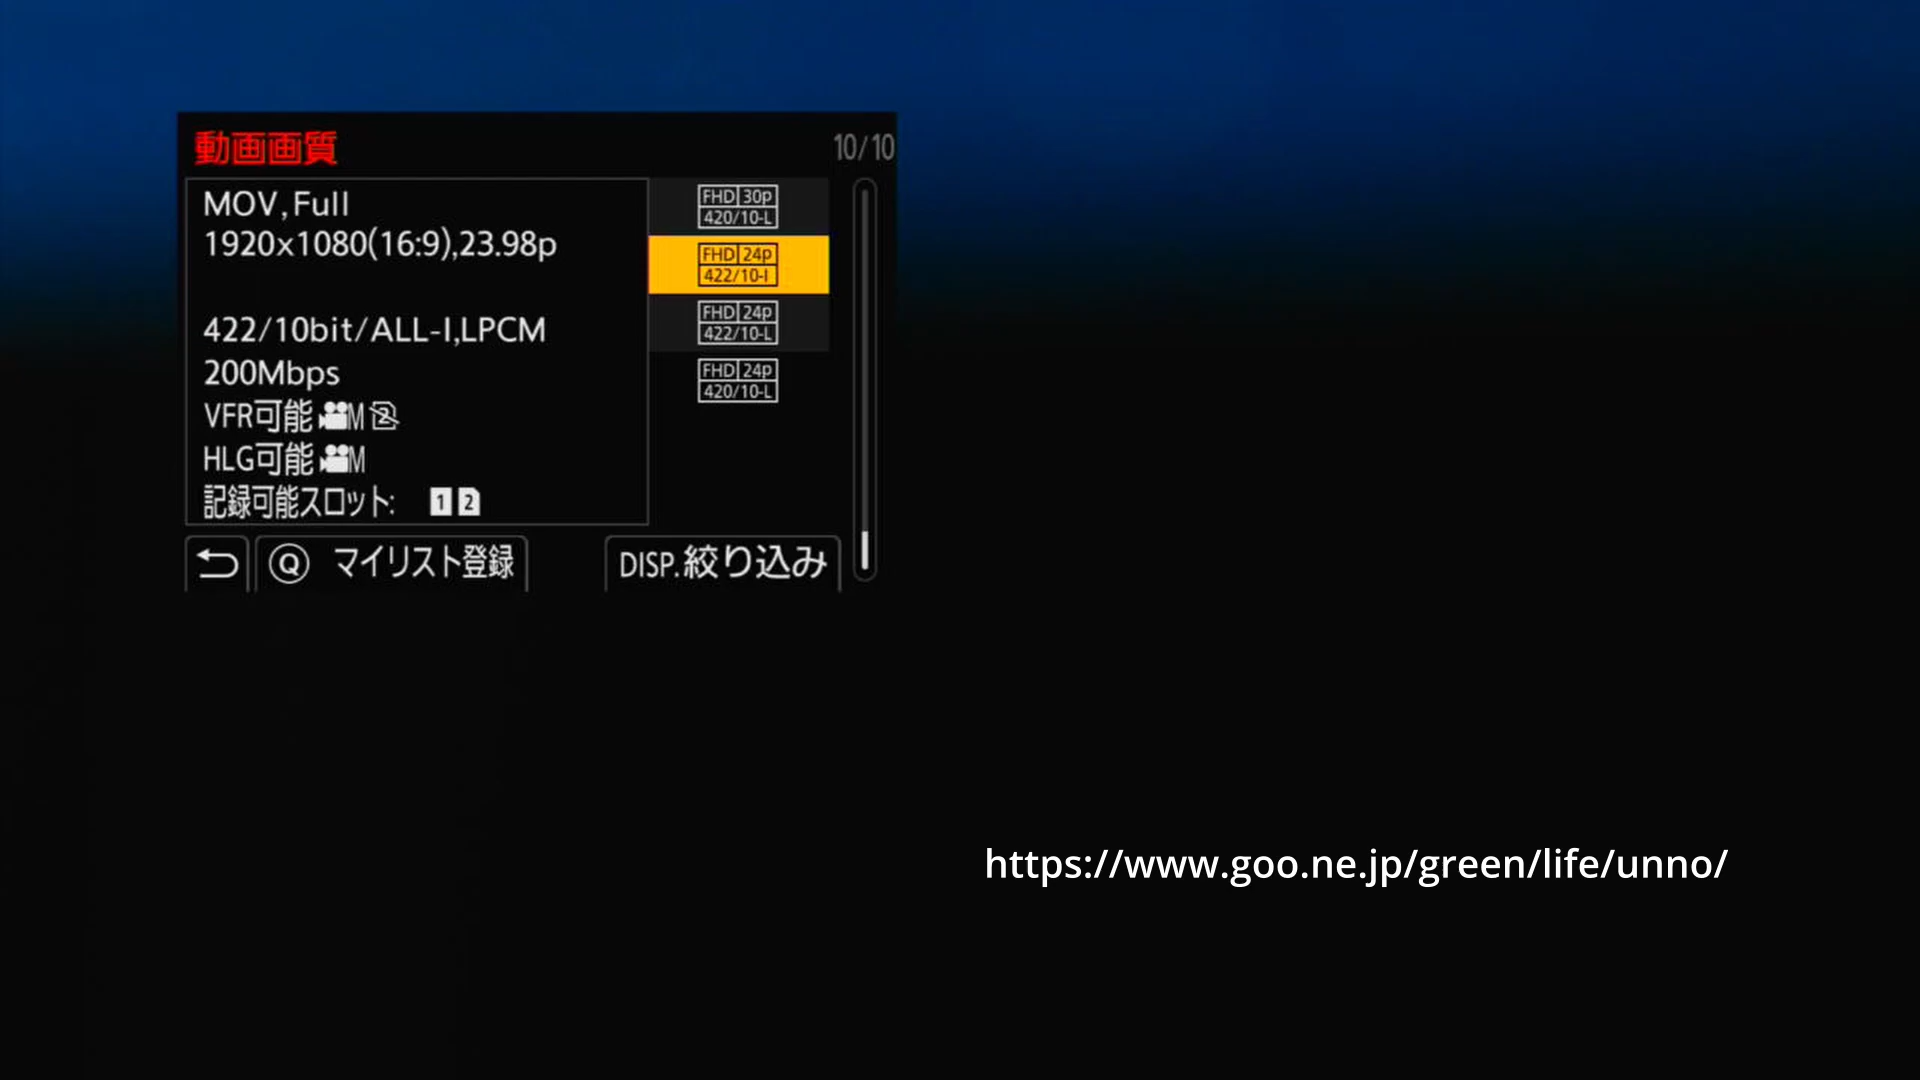 動画画質
10/10
MOV,Full
1920x1080(16:9),23.98p
422/10bit/ALL-I,LPCM
200Mbps
VFR可能 M 2
HLG可能 M
記録可能スロット: 1 2
FHD 30p
420/10-L
FHD 24p
422/10-I
FHD 24p
422/10-L
FHD 24p
420/10-L
Q マイリスト登録
DISP.絞り込み
https://www.goo.ne.jp/green/life/unno/